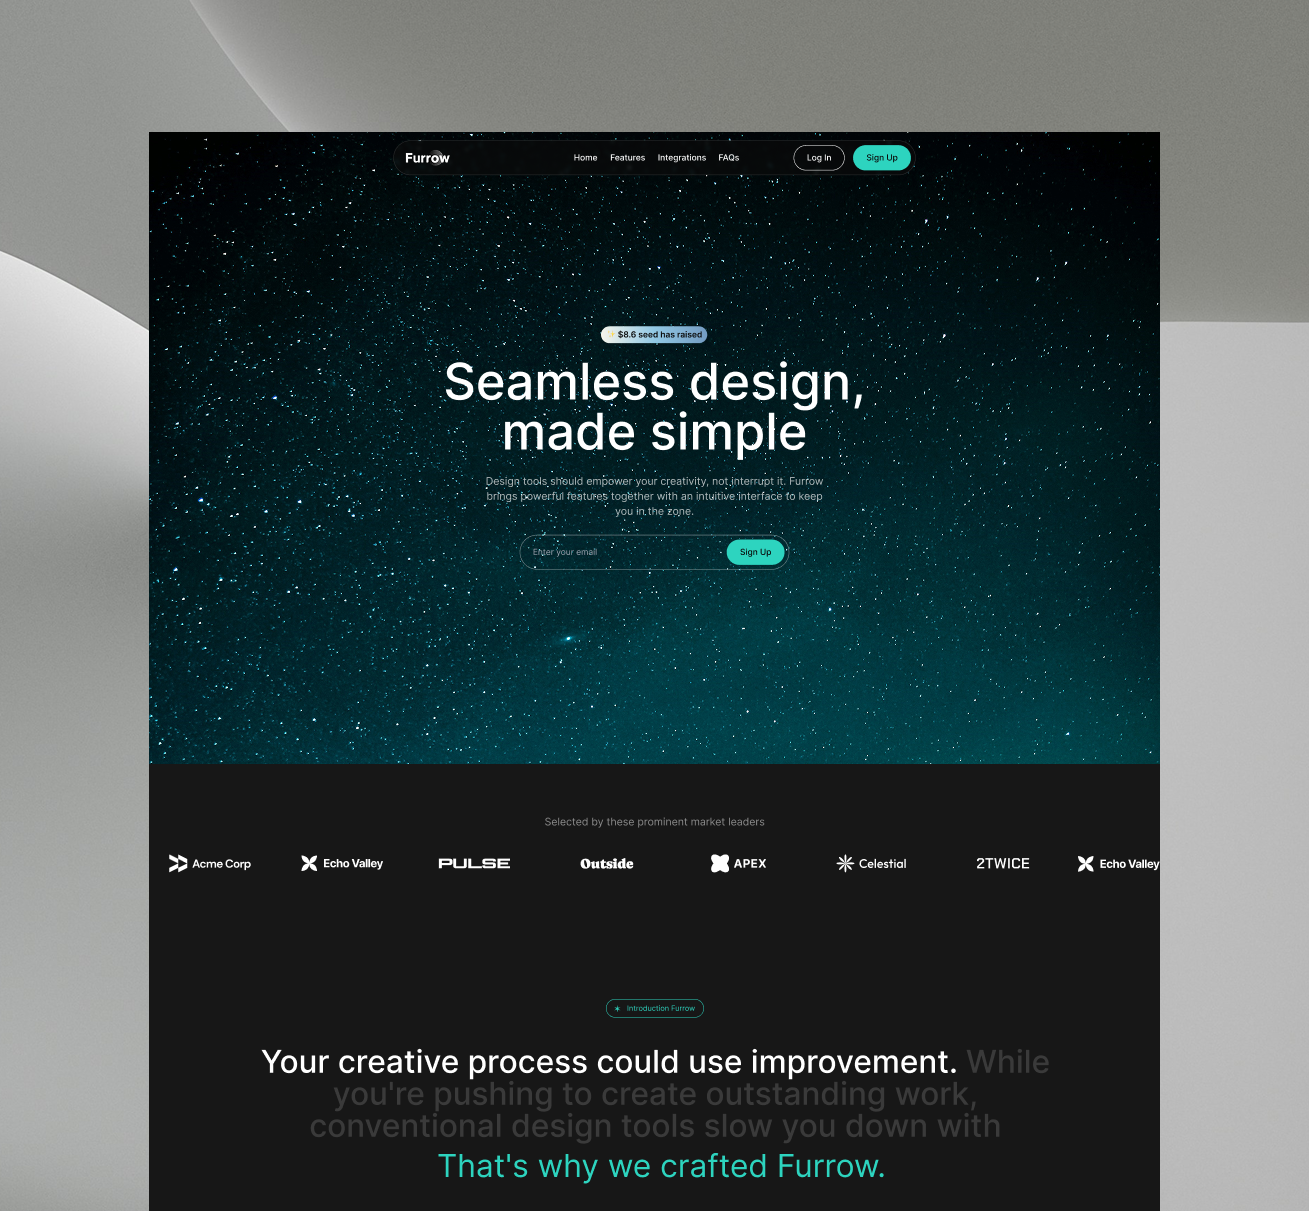 Furrow
Home Features Integrations FAQs
Log In
Sign Up
✨ $8.6 seed has raised
Seamless design,
made simple
Design tools should empower your creativity, not interrupt it. Furrow
brings powerful features together with an intuitive interface to keep
you in the zone.
Enter your email
Sign Up
Selected by these prominent market leaders
Acme Corp
Echo Valley
PULSE
Outside
APEX
Celestial
2TWICE
Echo Valley
Introduction Furrow
Your creative process could use improvement. While
you're pushing to create outstanding work,
conventional design tools slow you down with
That's why we crafted Furrow.